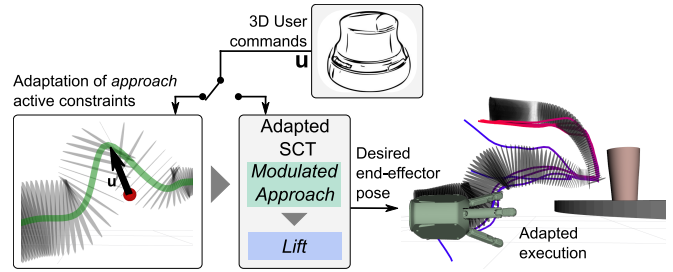 3D User
commands
u
Adaptation of approach
active constraints
u
Adapted
SCT
Modulated
Approach
Lift
Desired
end-effector
pose
Adapted
execution